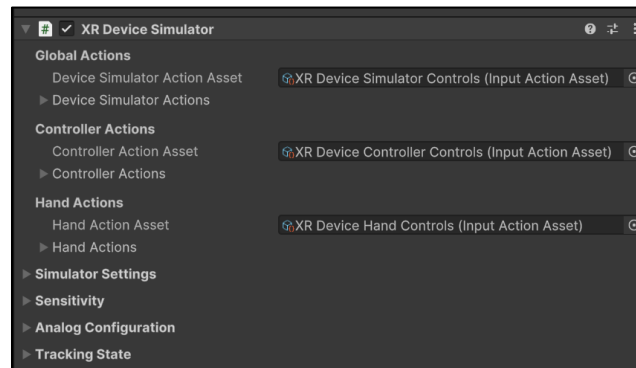 XR Device Simulator
Global Actions
Device Simulator Action Asset XR Device Simulator Controls (Input Action Asset)
Device Simulator Actions
Controller Actions
Controller Action Asset XR Device Controller Controls (Input Action Asset)
Controller Actions
Hand Actions
Hand Action Asset XR Device Hand Controls (Input Action Asset)
Hand Actions
Simulator Settings
Sensitivity
Analog Configuration
Tracking State